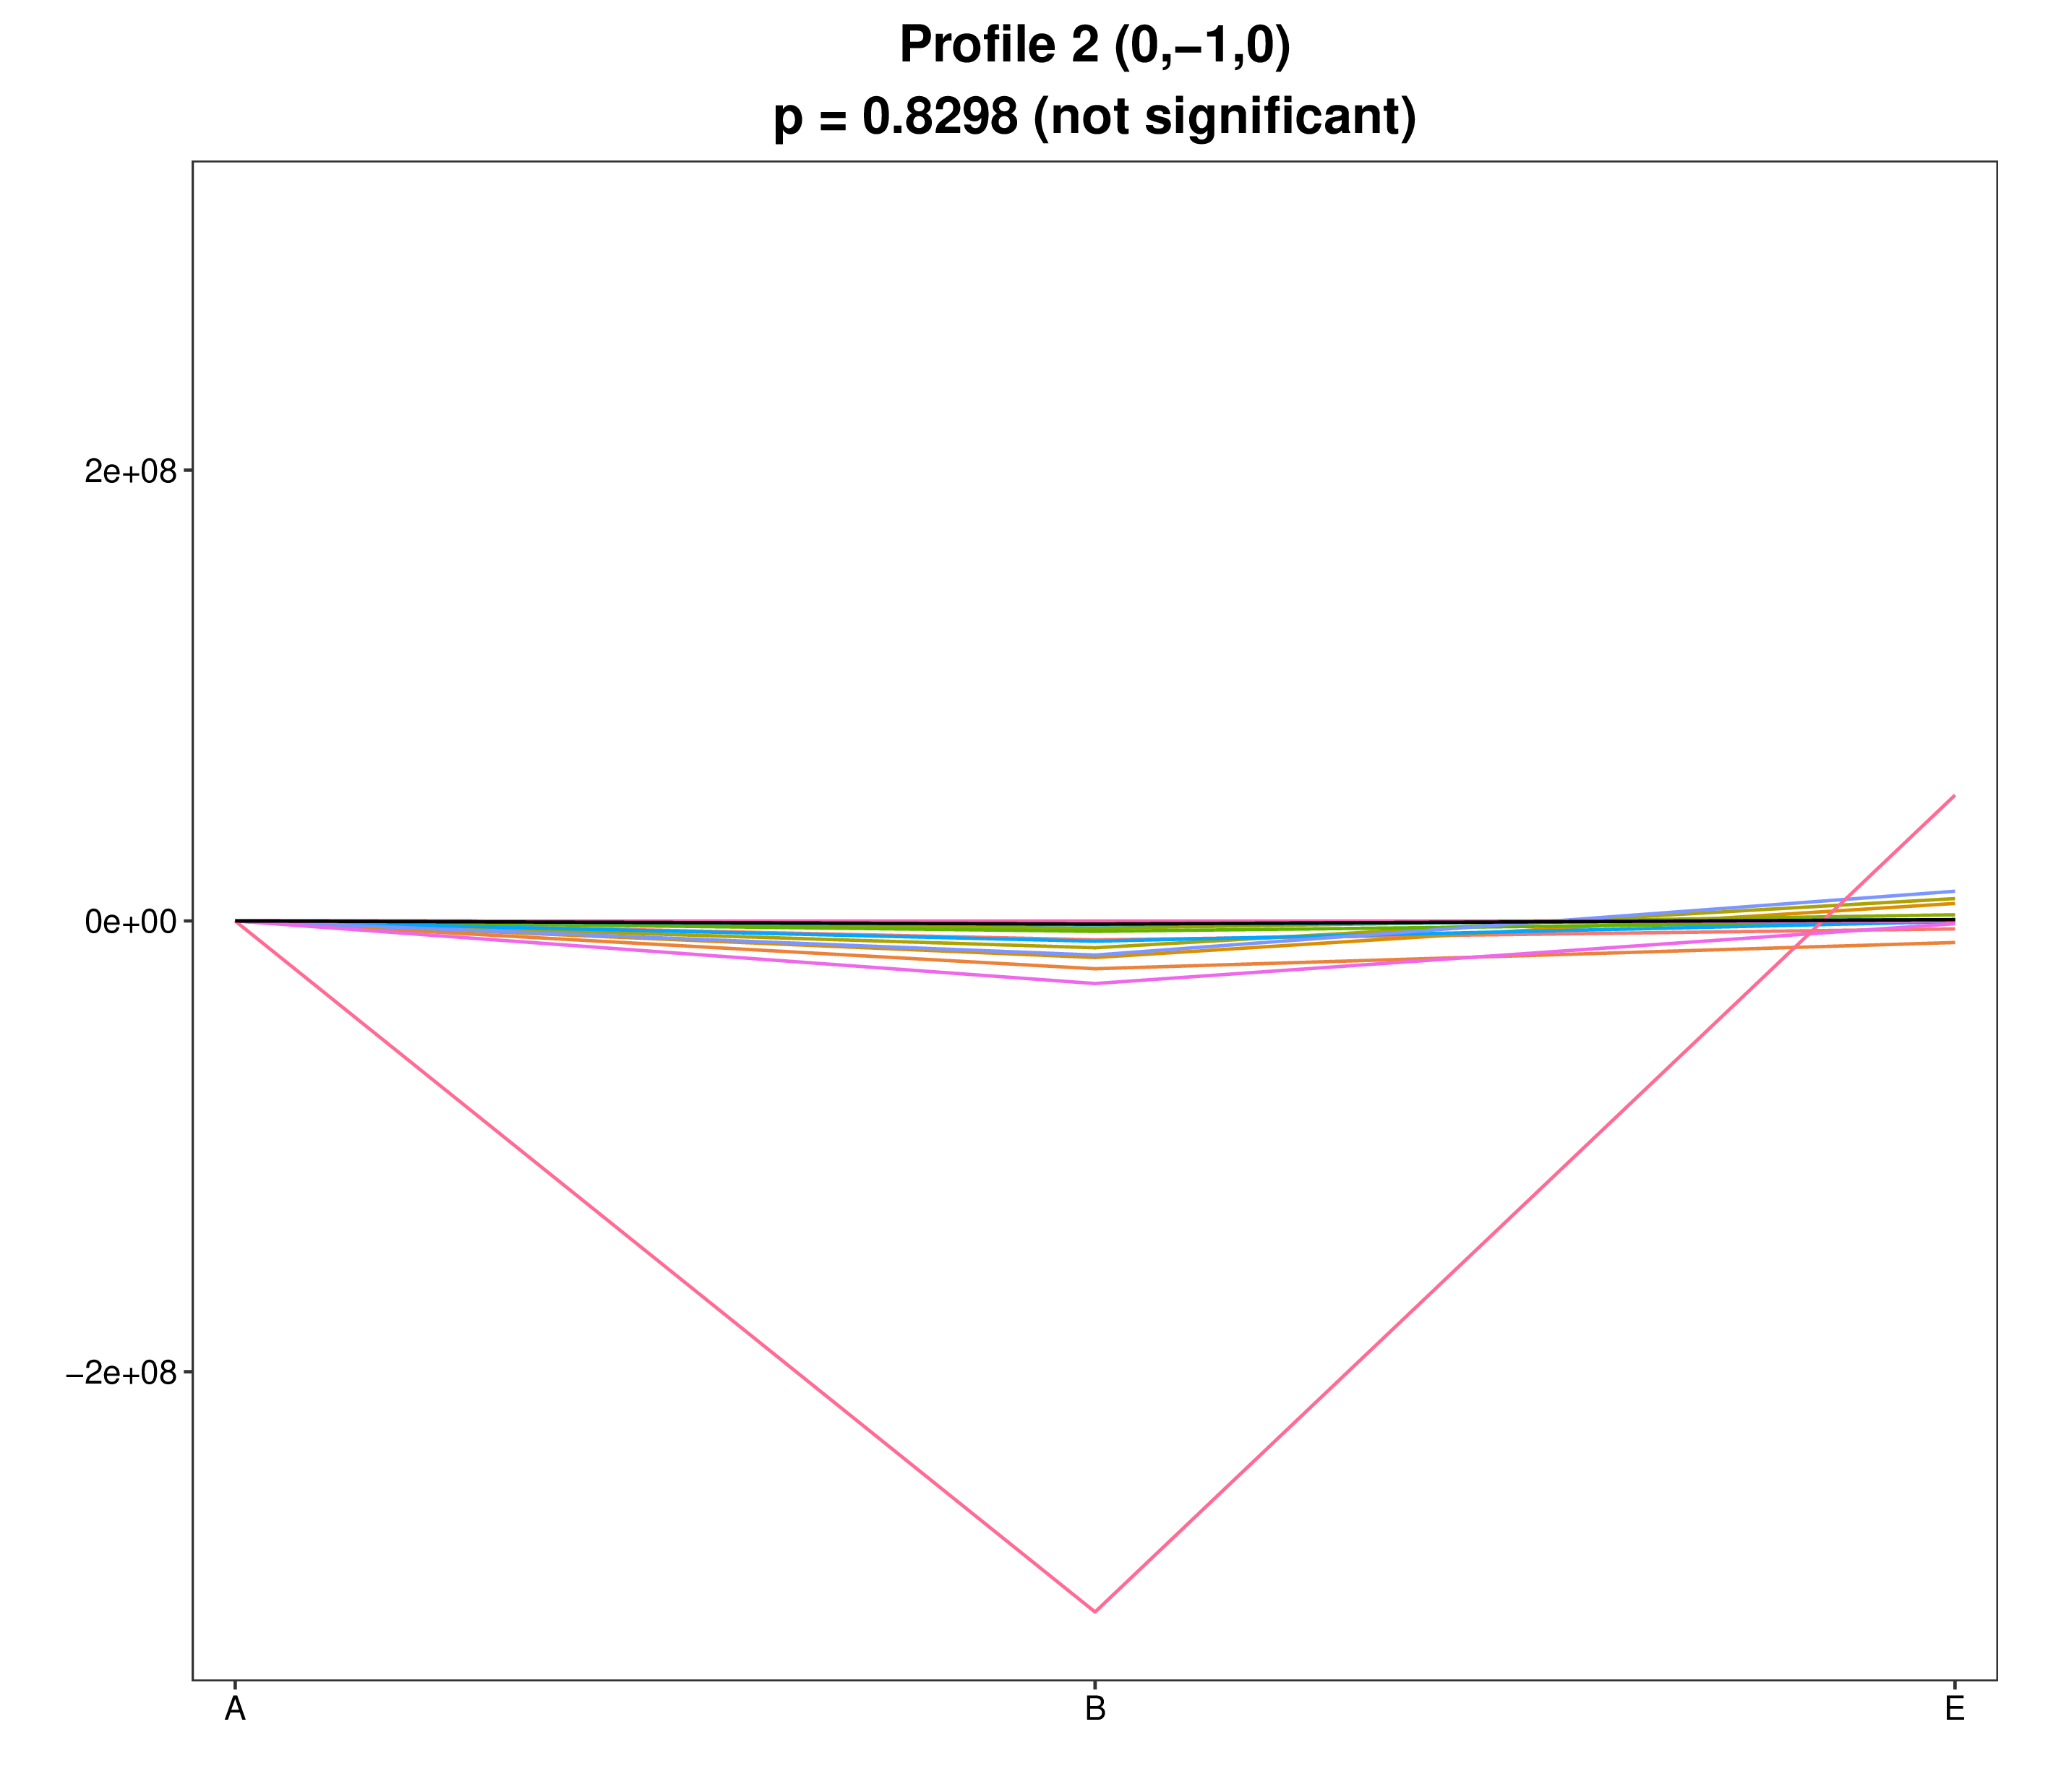 Profile 2 (0,−1,0)
p = 0.8298 (not significant)
2e+08
0e+00
−2e+08
A B E